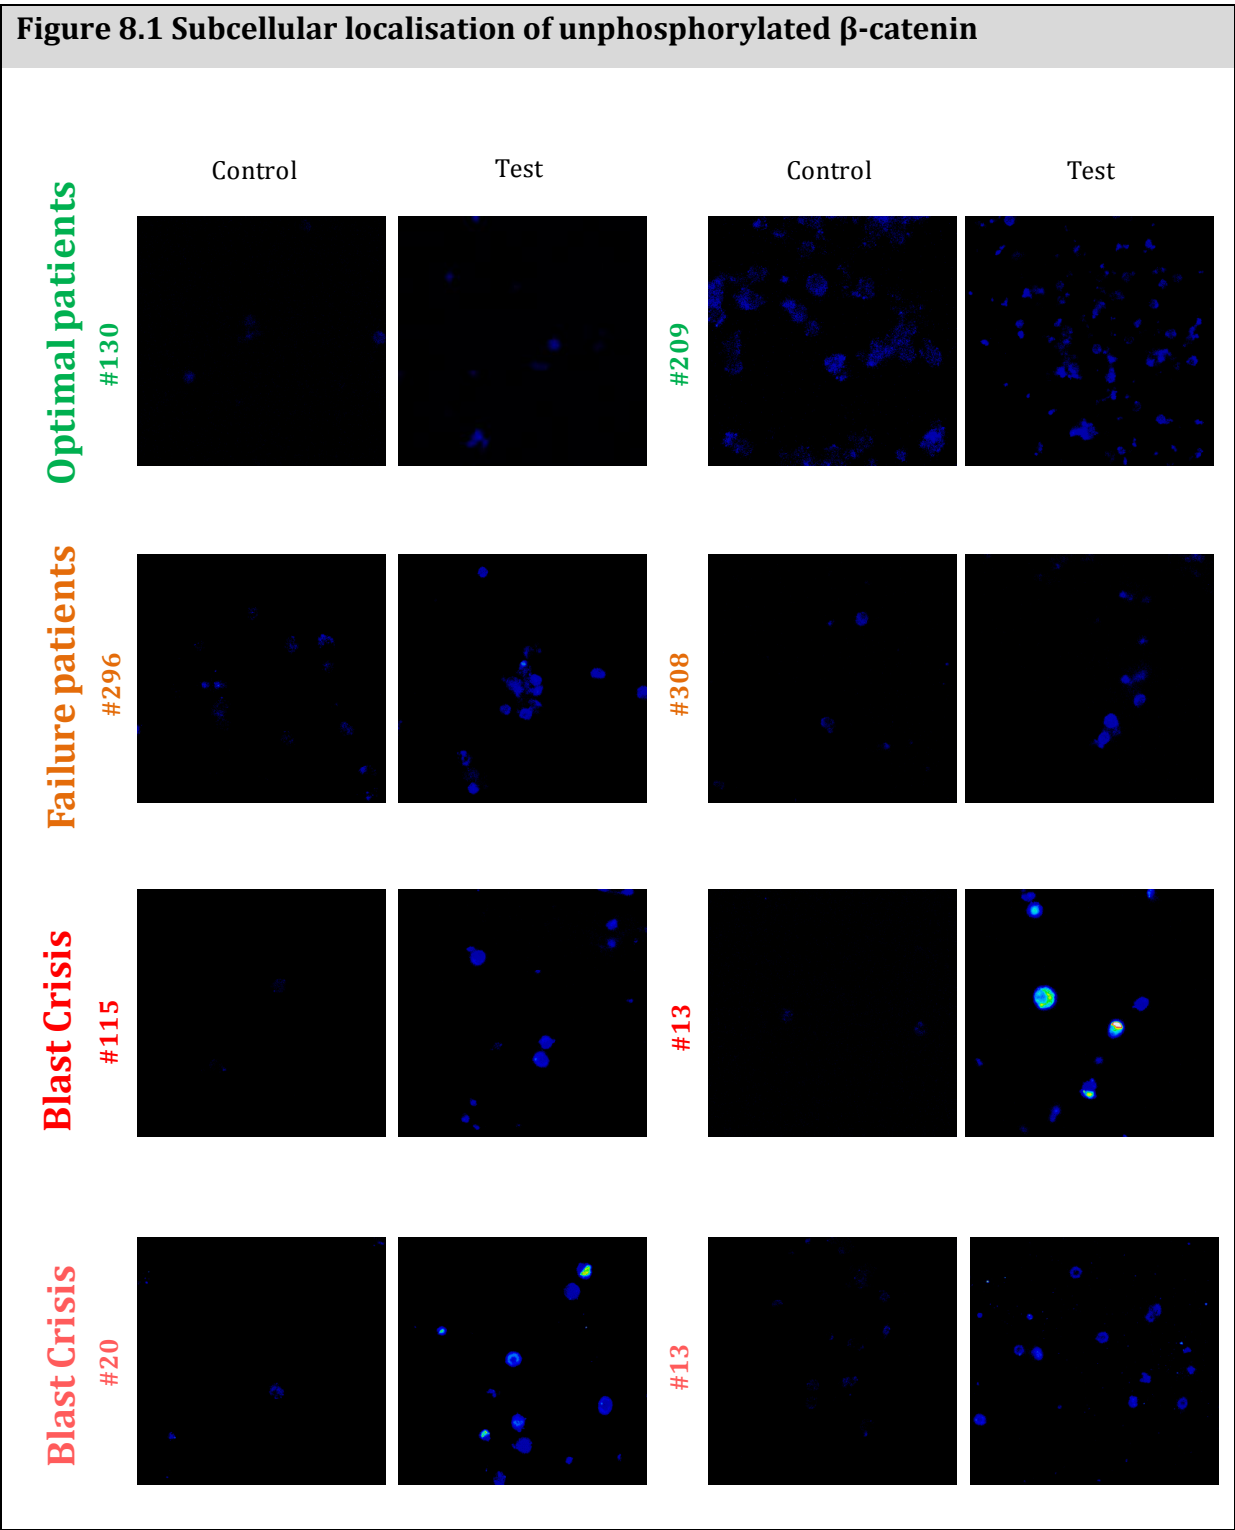 Figure 8.1 Subcellular localisation of unphosphorylated β-catenin
Control
Test
Control
Test
Optimal patients
#130
#209
Failure patients
#296
#308
Blast Crisis
#115
#13
Blast Crisis
#20
#13